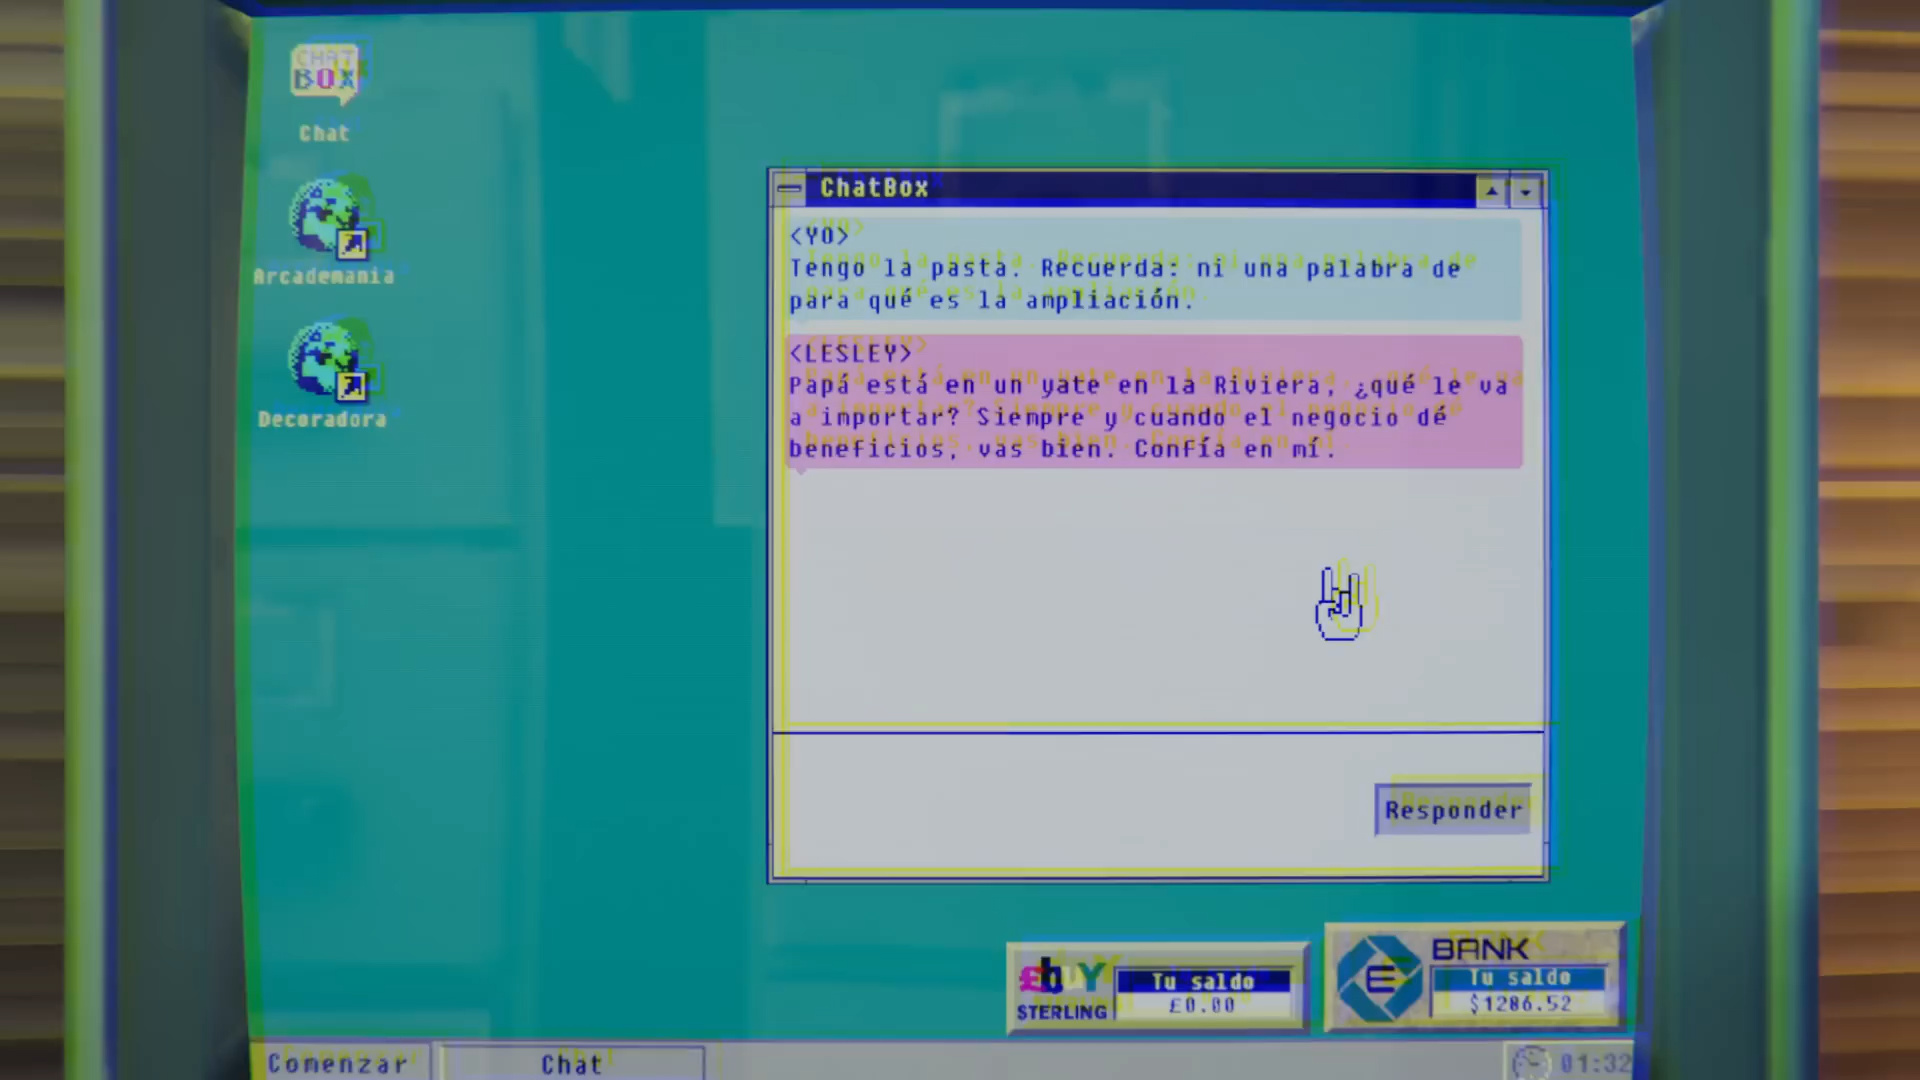 CHAT
BOX
Chat
Arcademania
Decoradora
ChatBox
<YO>
Tengo la pasta. Recuerda: ni una palabra de
para qué es la ampliación.
<LESLEY>
Papá está en un yate en la Riviera, ¿qué le va
a importar? Siempre y cuando el negocio dé
beneficios, vas bien. Confía en mí.
Responder
£buY
STERLING
Tu saldo
£0.00
E
BANK
Tu saldo
$1286.52
Comenzar
Chat
01:32